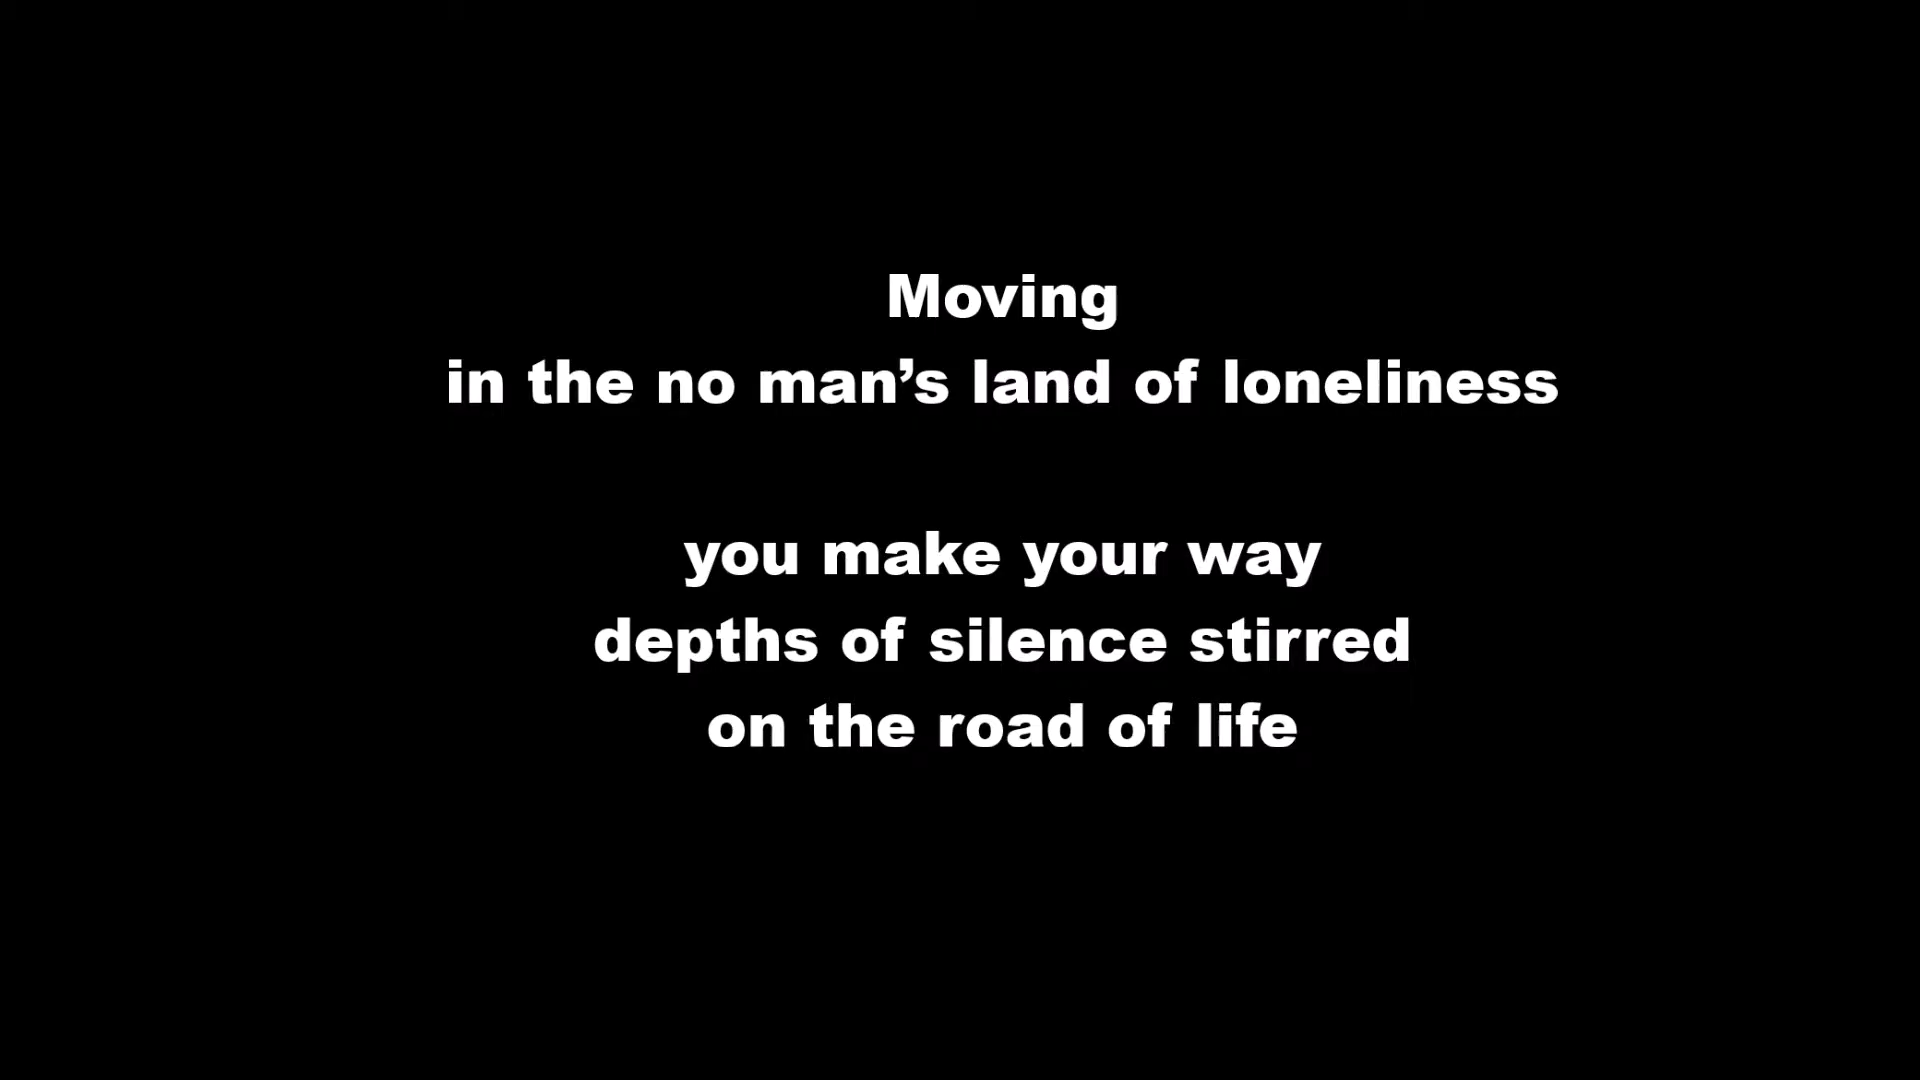 Moving
in the no man’s land of loneliness
you make your way
depths of silence stirred
on the road of life